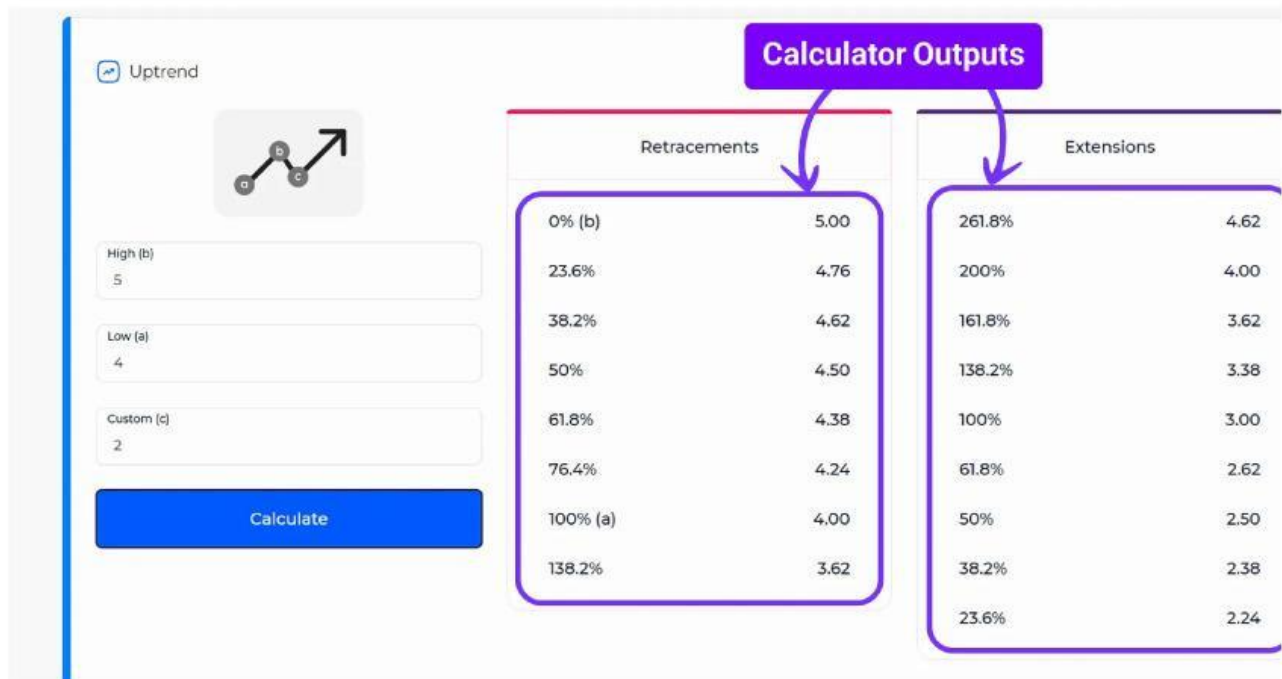 Calculator Outputs
Uptrend
a
b
c
High (b)
5
Low (a)
4
Custom (c)
2
Calculate
Retracements
0% (b) 5.00
23.6% 4.76
38.2% 4.62
50% 4.50
61.8% 4.38
76.4% 4.24
100% (a) 4.00
138.2% 3.62
Extensions
261.8% 4.62
200% 4.00
161.8% 3.62
138.2% 3.38
100% 3.00
61.8% 2.62
50% 2.50
38.2% 2.38
23.6% 2.24